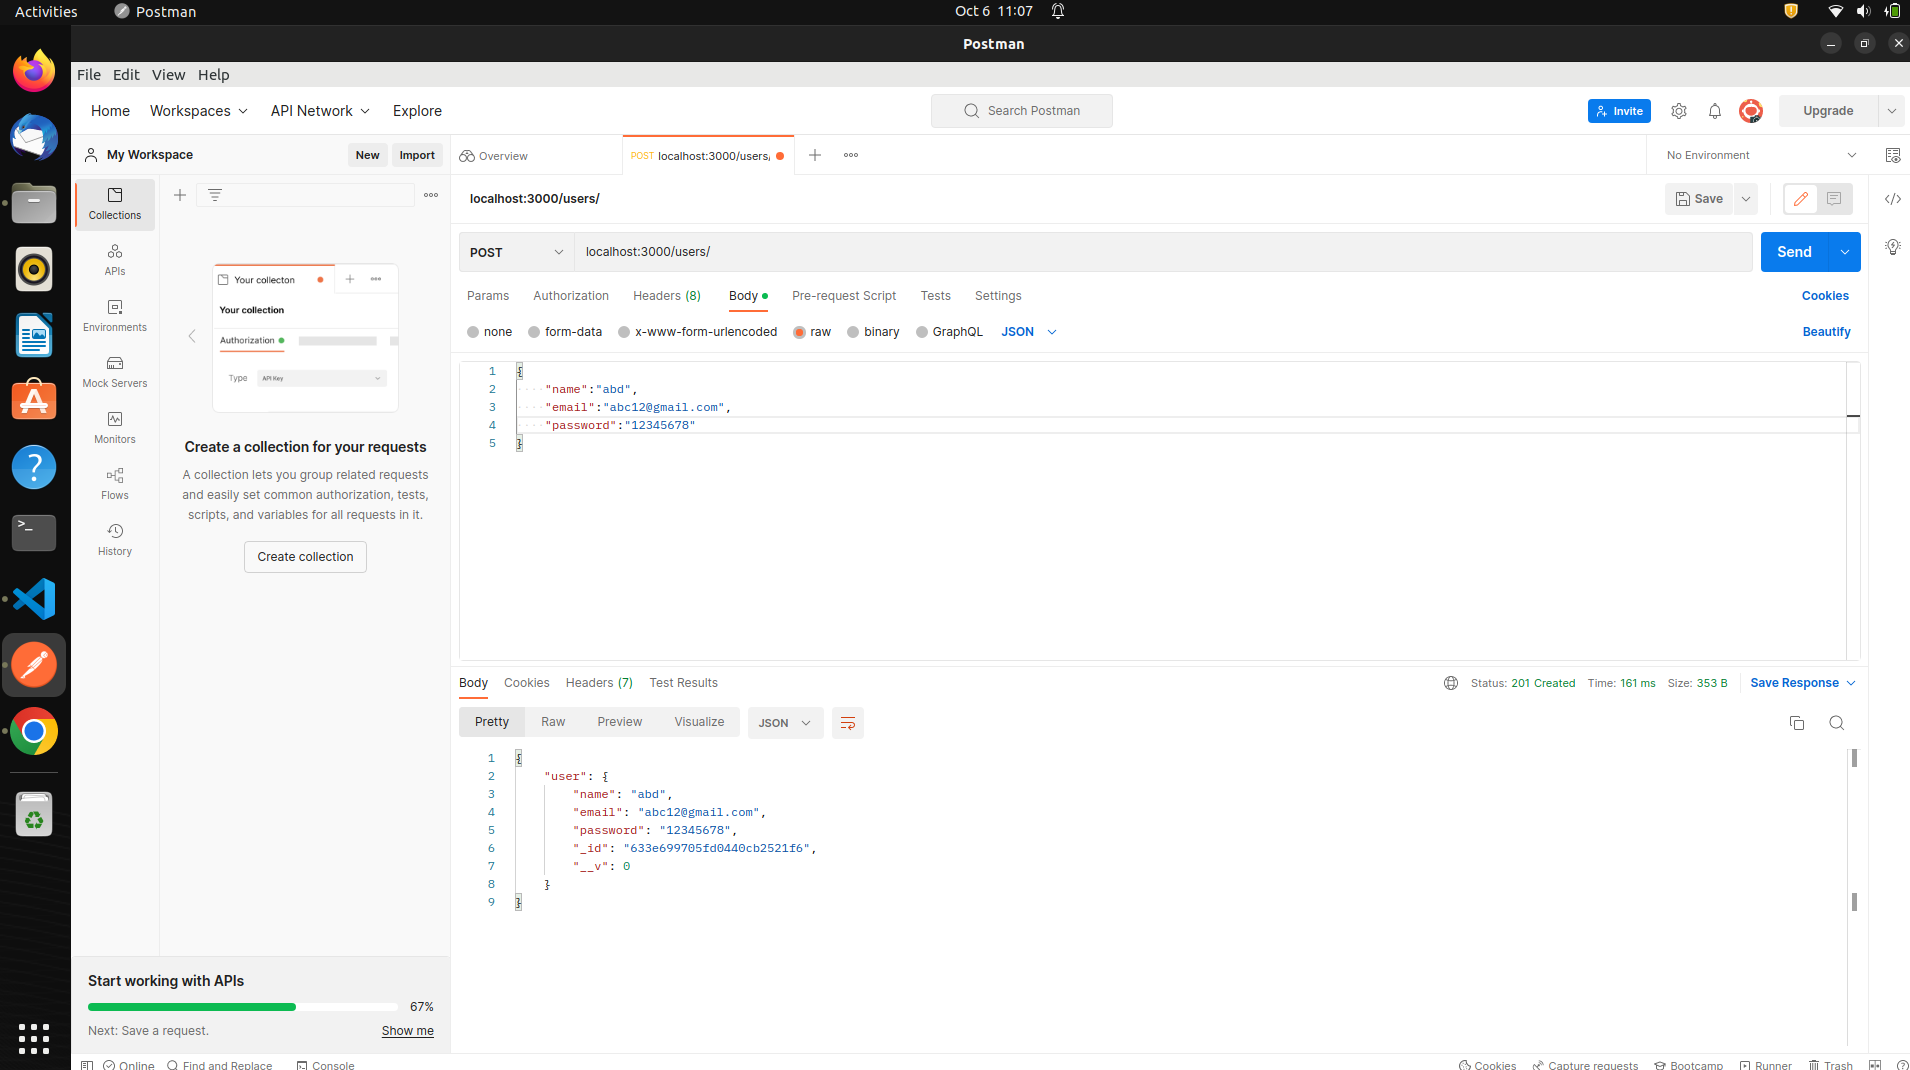 Activities
Postman
Oct 6 11:07
Postman
File Edit View Help
Home Workspaces API Network Explore
Search Postman
Invite
Upgrade
My Workspace
New
Import
Overview
POST localhost:3000/users,
No Environment
Collections
APIs
Environments
Mock Servers
Monitors
Flows
History
Your collecton
Your collection
Authorization
Type API Key
Create a collection for your requests
A collection lets you group related requests
and easily set common authorization, tests,
scripts, and variables for all requests in it.
Create collection
Start working with APIs
67%
Next: Save a request.
Show me
localhost:3000/users/
Save
POST
localhost:3000/users/
Send
Params Authorization Headers (8) Body Pre-request Script Tests Settings
Cookies
none form-data x-www-form-urlencoded raw binary GraphQL JSON
Beautify
1 {
2 "name":"abd",
3 "email":"abc12@gmail.com",
4 "password":"12345678"
5 }
Body Cookies Headers (7) Test Results
Status: 201 Created Time: 161 ms Size: 353 B
Save Response
Pretty Raw Preview Visualize JSON
1 {
2 "user": {
3 "name": "abd",
4 "email": "abc12@gmail.com",
5 "password": "12345678",
6 "_id": "633e699705fd0440cb2521f6",
7 "__v": 0
8 }
9 }
Online Find and Replace Console
Cookies Capture requests Bootcamp Runner Trash